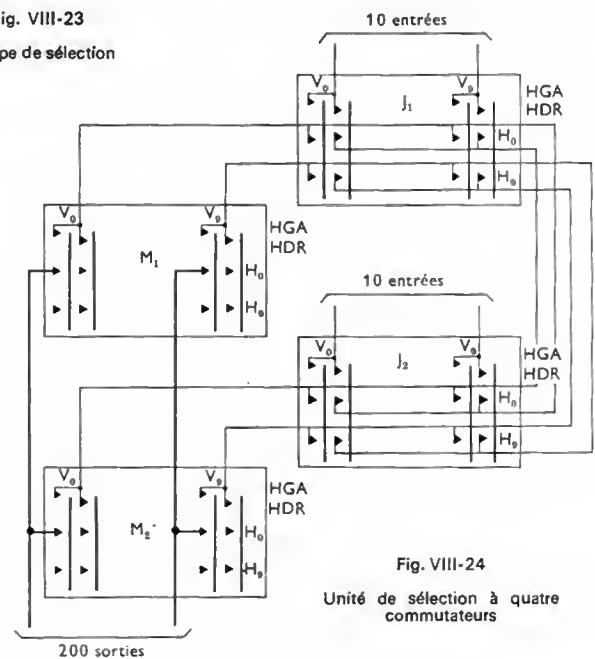 ig. VIII-23
pe de sélection
10 entrées
V₀ V₉
J₁
HGA
HDR
H₀
H₉
V₀ V₉
M₁
HGA
HDR
H₀
H₉
10 entrées
V₀ V₉
J₂
HGA
HDR
H₀
H₉
V₀ V₉
M₂
HGA
HDR
H₀
H₉
200 sorties
Fig. VIII-24
Unité de sélection à quatre
commutateurs